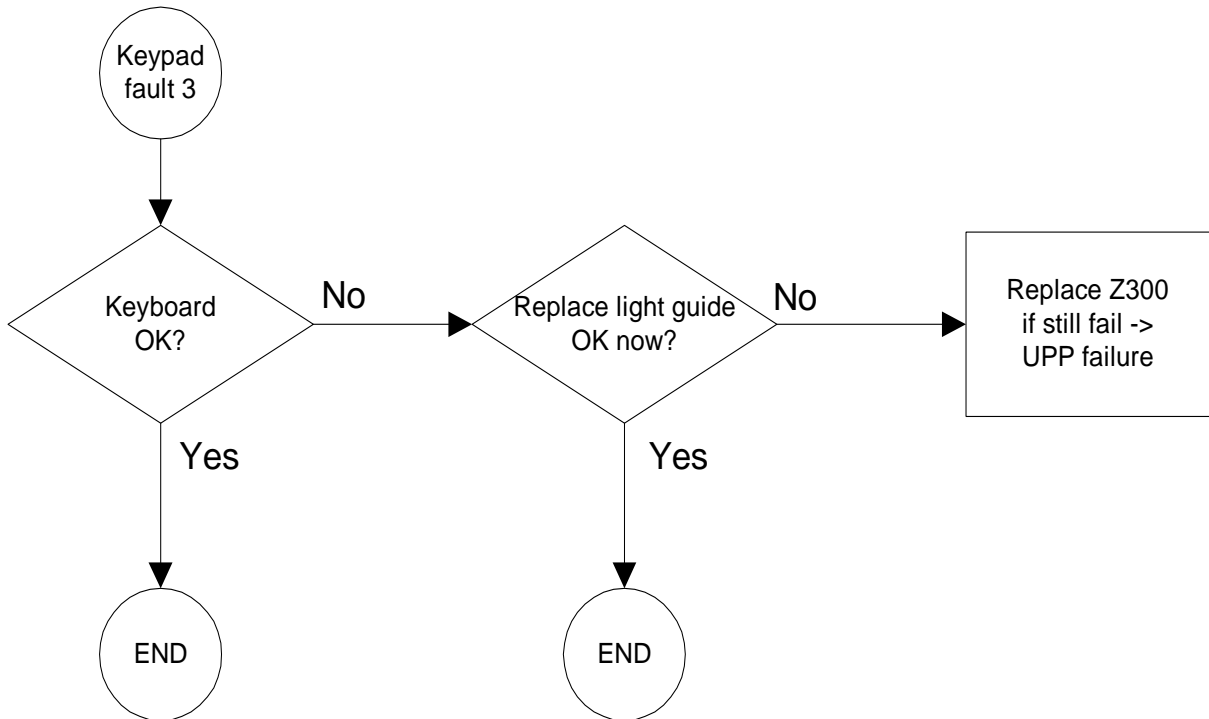 Keypad
fault 3
Keyboard
OK?
No
Replace light guide
OK now?
No
Replace Z300
if still fail ->
UPP failure
Yes
Yes
END
END